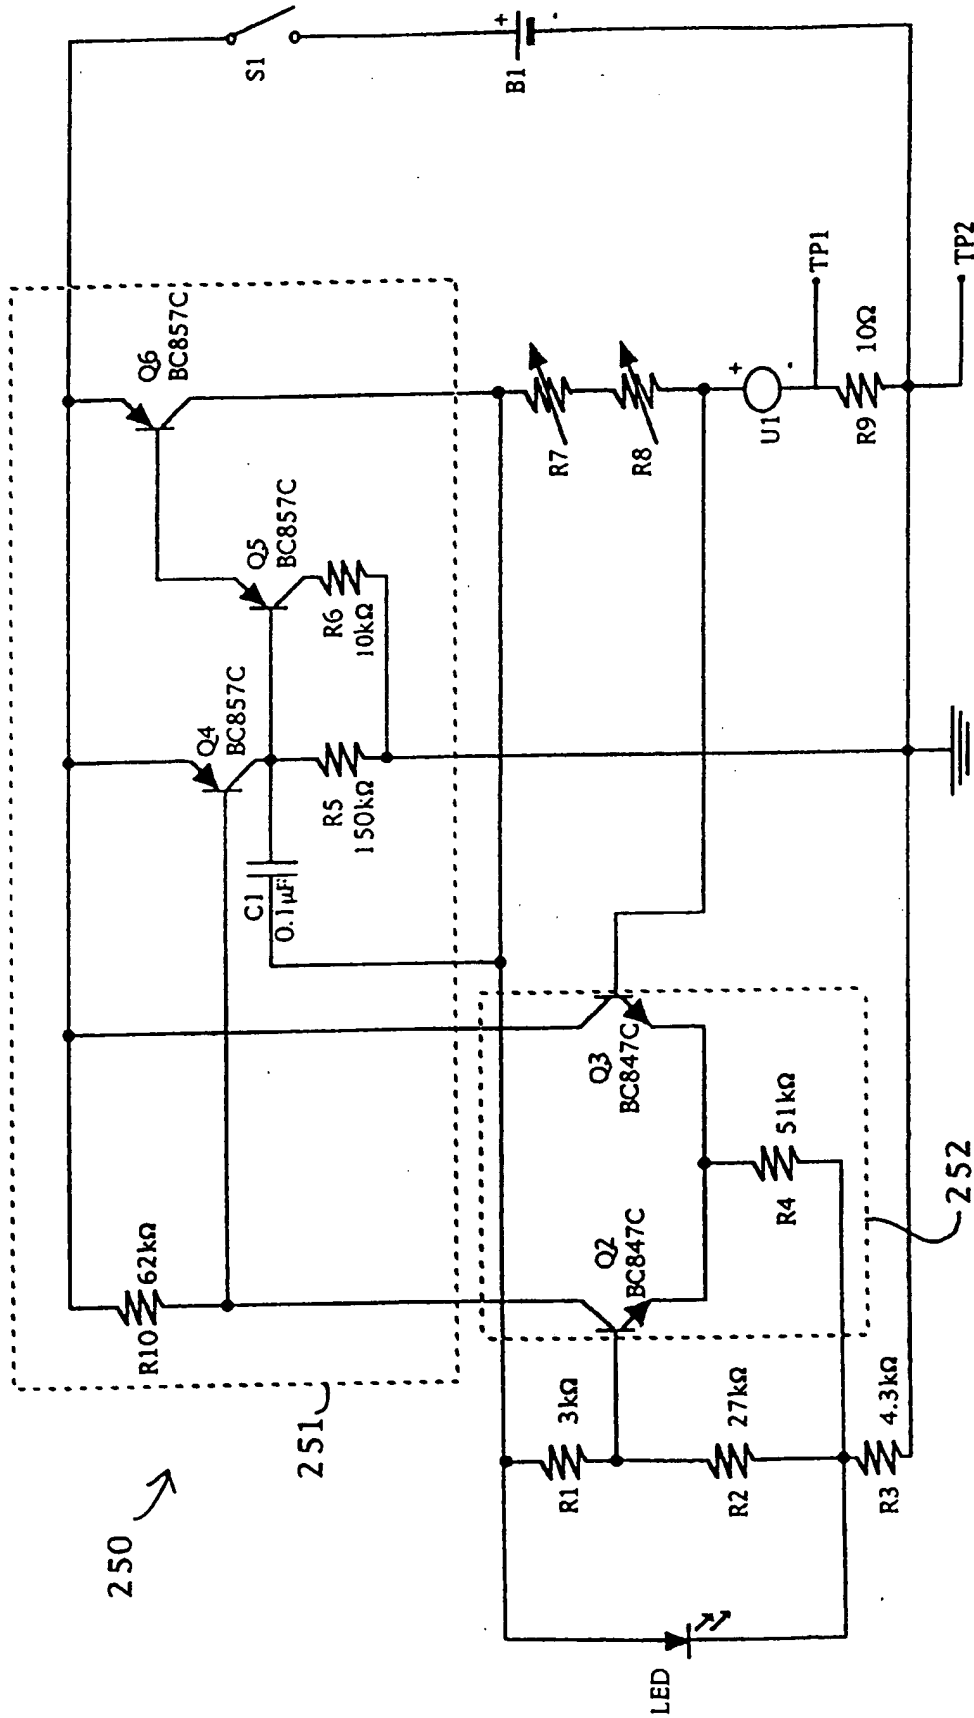 250
251
R10 62kΩ
Q4
BC857C
Q5
BC857C
Q6
BC857C
C1
0.1µF
R5
150kΩ
R6
10kΩ
S1
+
B1
LED
R1 3kΩ
R2 27kΩ
R3 4.3kΩ
Q2
BC847C
Q3
BC847C
R4 51kΩ
252
R7
R8
+
U1
TP1
R9 10Ω
TP2